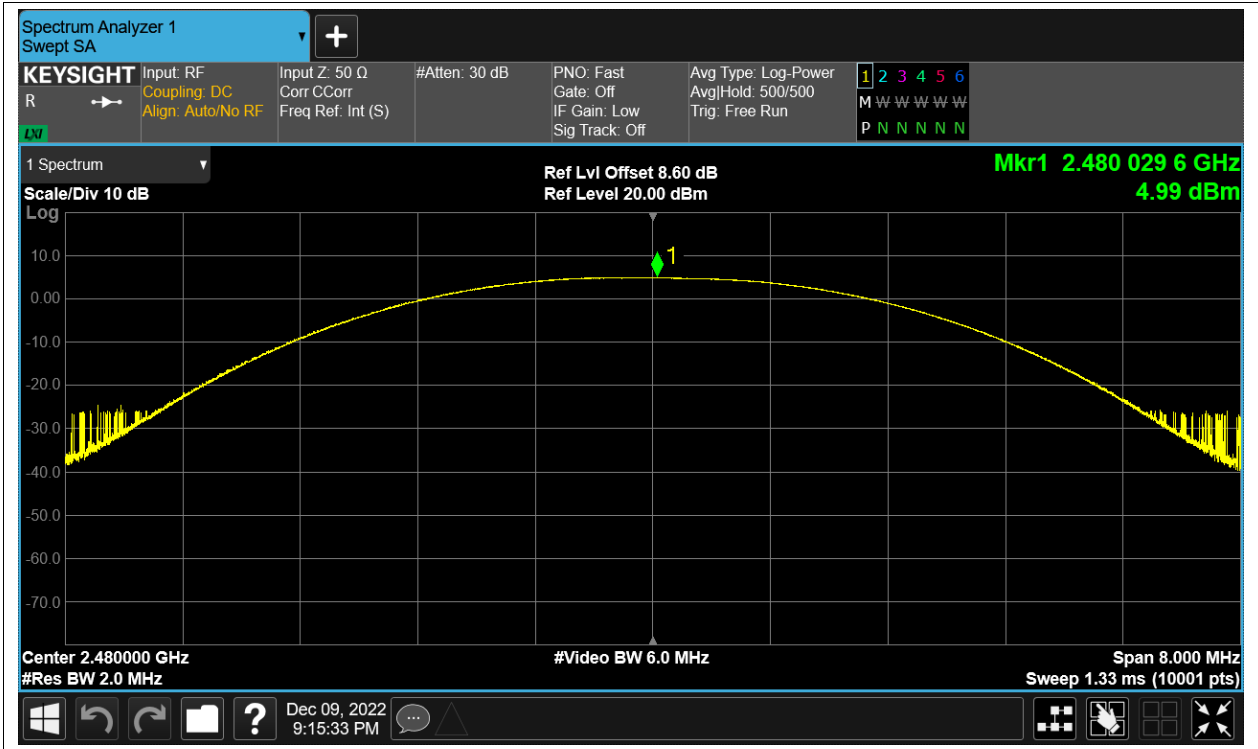 Spectrum Analyzer 1
Swept SA
KEYSIGHT
R
LXI
Input: RF
Coupling: DC
Align: Auto/No RF
Input Z: 50 Ω
Corr CCorr
Freq Ref: Int (S)
#Atten: 30 dB
PNO: Fast
Gate: Off
IF Gain: Low
Sig Track: Off
Avg Type: Log-Power
Avg|Hold: 500/500
Trig: Free Run
1 2 3 4 5 6
M W W W W W
P N N N N N
1 Spectrum
Scale/Div 10 dB
Log
Ref Lvl Offset 8.60 dB
Ref Level 20.00 dBm
Mkr1 2.480 029 6 GHz
4.99 dBm
1
10.0
0.00
-10.0
-20.0
-30.0
-40.0
-50.0
-60.0
-70.0
Center 2.480000 GHz
#Res BW 2.0 MHz
#Video BW 6.0 MHz
Span 8.000 MHz
Sweep 1.33 ms (10001 pts)
?
Dec 09, 2022
9:15:33 PM